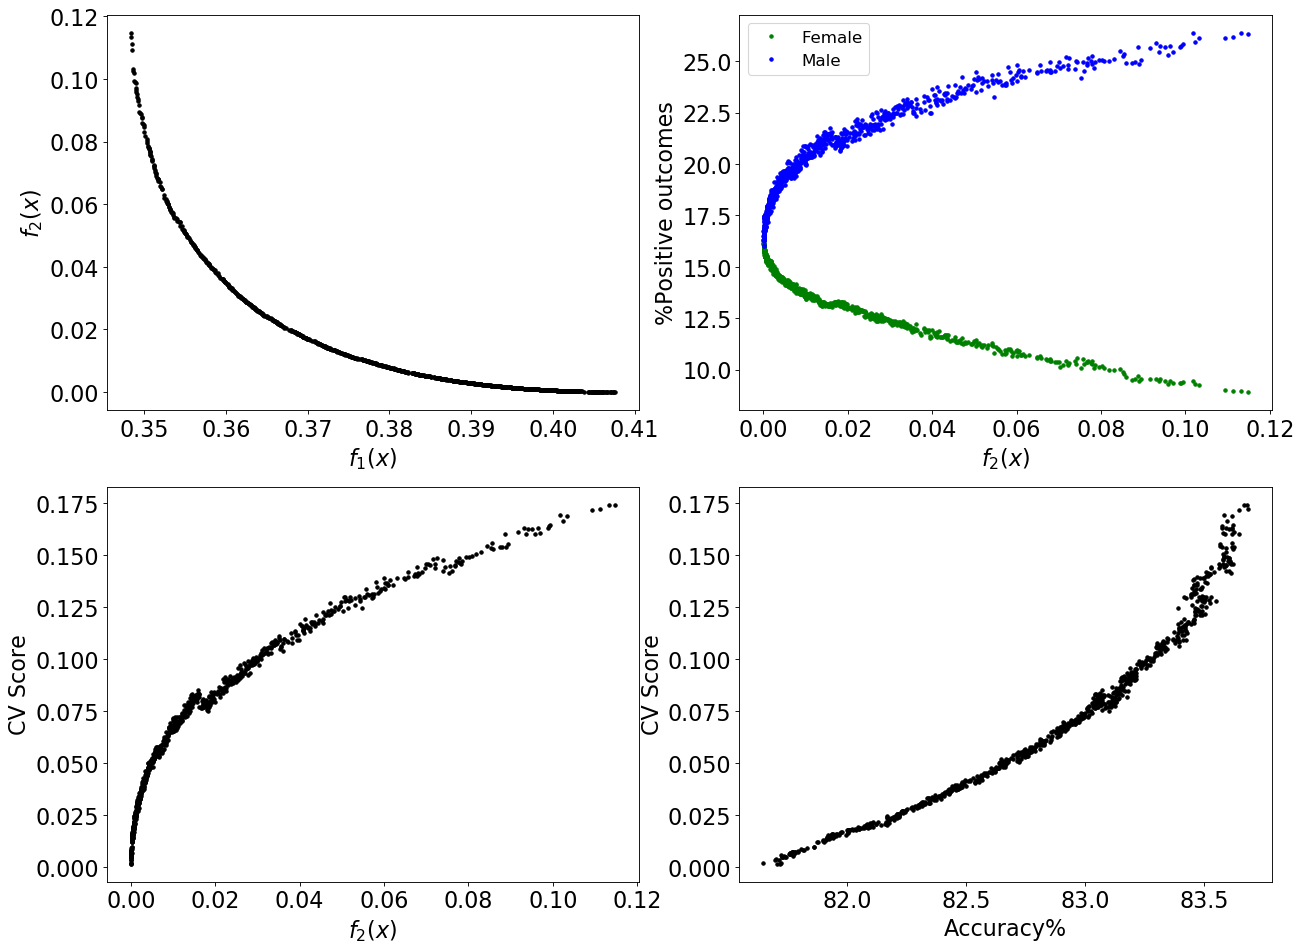 0.12
0.10
0.08
0.06
0.04
0.02
0.00
f₂(x)
0.35 0.36 0.37 0.38 0.39 0.40 0.41
f₁(x)
Female
Male
25.0
22.5
20.0
17.5
15.0
12.5
10.0
%Positive outcomes
0.00 0.02 0.04 0.06 0.08 0.10 0.12
f₂(x)
0.175
0.150
0.125
0.100
0.075
0.050
0.025
0.000
CV Score
0.00 0.02 0.04 0.06 0.08 0.10 0.12
f₂(x)
0.175
0.150
0.125
0.100
0.075
0.050
0.025
0.000
CV Score
82.0 82.5 83.0 83.5
Accuracy%